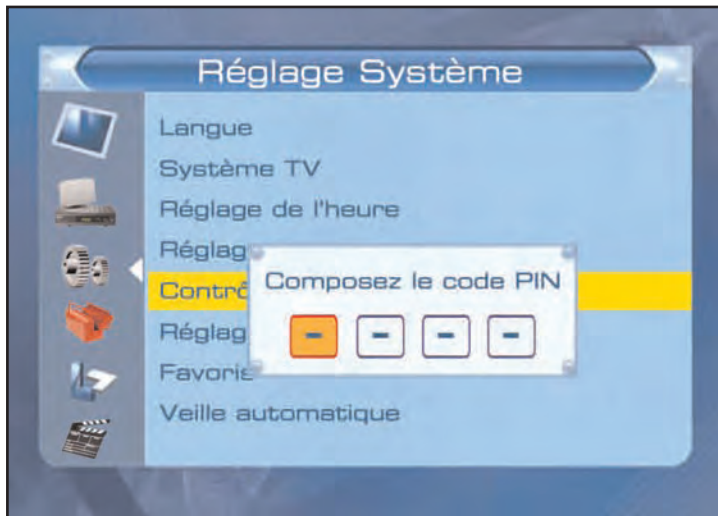 Réglage Système
Langue
Système TV
Réglage de l'heure
Réglag
Contrô
Réglag
Favoris
Veille automatique
Composez le code PIN
- - - -